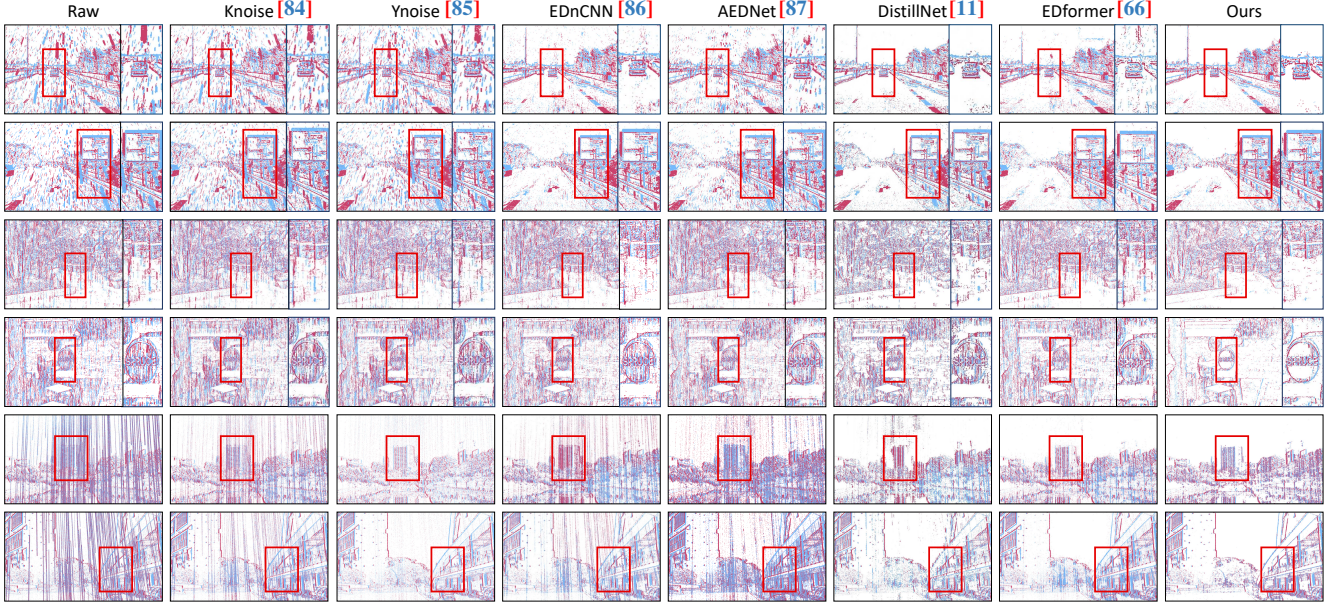 Raw Knoise [84] Ynoise [85] EDnCNN [86] AEDNet [87] DistillNet [11] EDformer [66] Ours